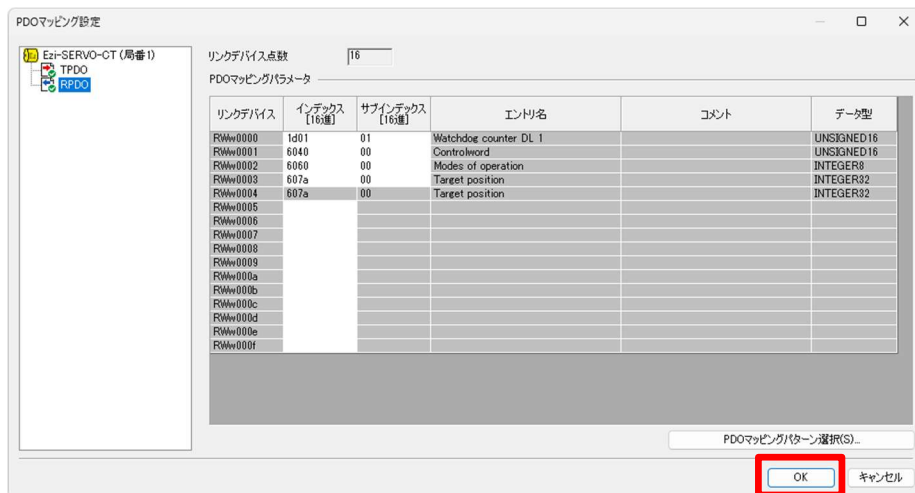 PDOマッピング設定
Ezi-SERVO-CT (局番1)
TPDO
RPDO
リンクデバイス点数 16
PDOマッピングパラメータ
リンクデバイス インデックス [16進] サブインデックス [16進] エントリ名 コメント データ型
RWw0000 1d01 01 Watchdog counter DL 1 UNSIGNED16
RWw0001 6040 00 Controlword UNSIGNED16
RWw0002 6060 00 Modes of operation INTEGER8
RWw0003 607a 00 Target position INTEGER32
RWw0004 607a 00 Target position INTEGER32
RWw0005
RWw0006
RWw0007
RWw0008
RWw0009
RWw000a
RWw000b
RWw000c
RWw000d
RWw000e
RWw000f
PDOマッピングパターン選択(S)...
OK キャンセル